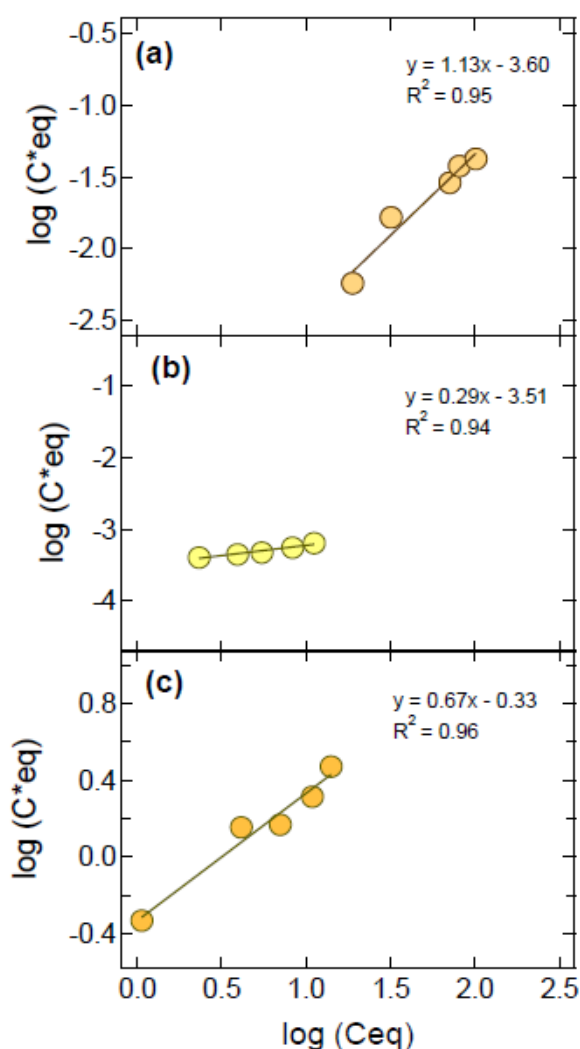 (a)
y = 1.13x - 3.60
R² = 0.95
log (C*eq)
-0.5
-1.0
-1.5
-2.0
-2.5
(b)
y = 0.29x - 3.51
R² = 0.94
log (C*eq)
-1
-2
-3
-4
(c)
y = 0.67x - 0.33
R² = 0.96
log (C*eq)
0.8
0.4
0.0
-0.4
0.0 0.5 1.0 1.5 2.0 2.5
log (Ceq)